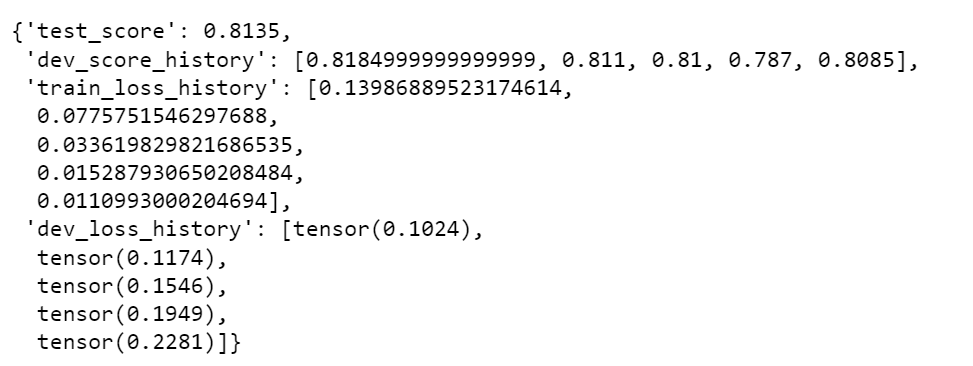 {'test_score': 0.8135,
'dev_score_history': [0.8184999999999999, 0.811, 0.81, 0.787, 0.8085],
'train_loss_history': [0.13986889523174614,
0.0775751546297688,
0.033619829821686535,
0.015287930650208484,
0.0110993000204694],
'dev_loss_history': [tensor(0.1024),
tensor(0.1174),
tensor(0.1546),
tensor(0.1949),
tensor(0.2281)]}